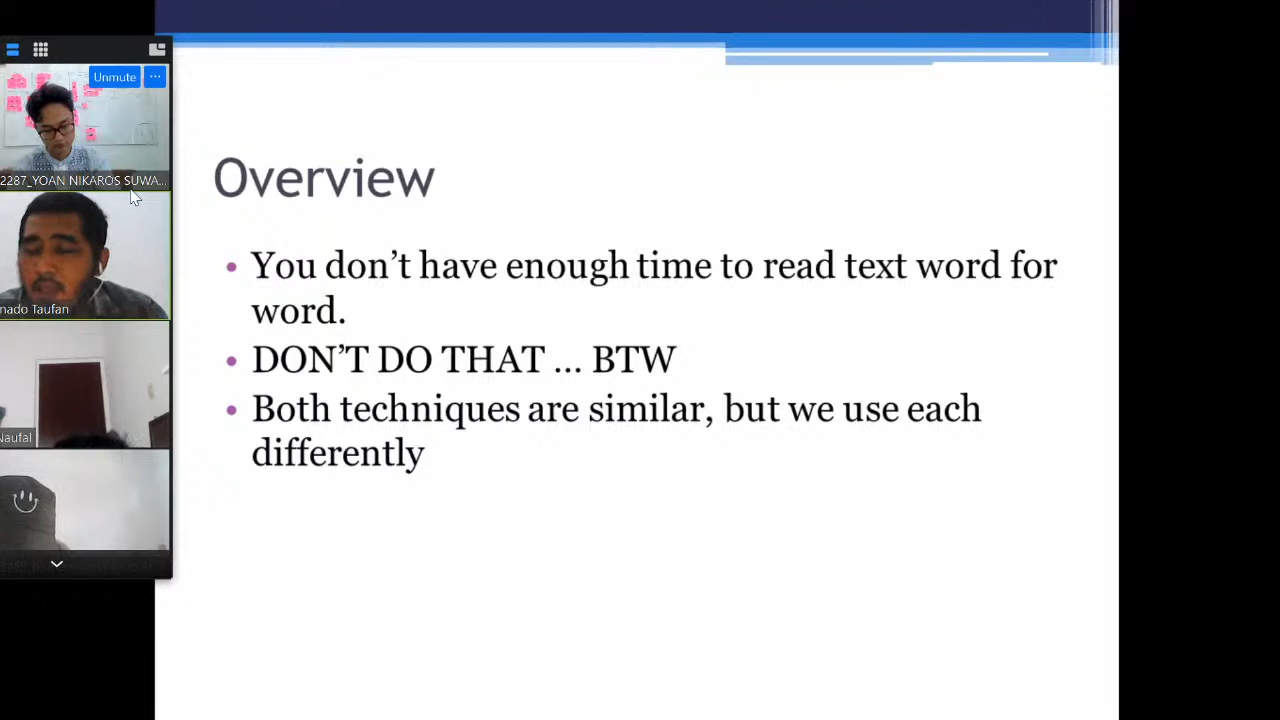 Unmute
2287_YOAN NIKAROS SUWA...
nado Taufan
Naufal
Overview
• You don’t have enough time to read text word for
word.
• DON’T DO THAT ... BTW
• Both techniques are similar, but we use each
differently